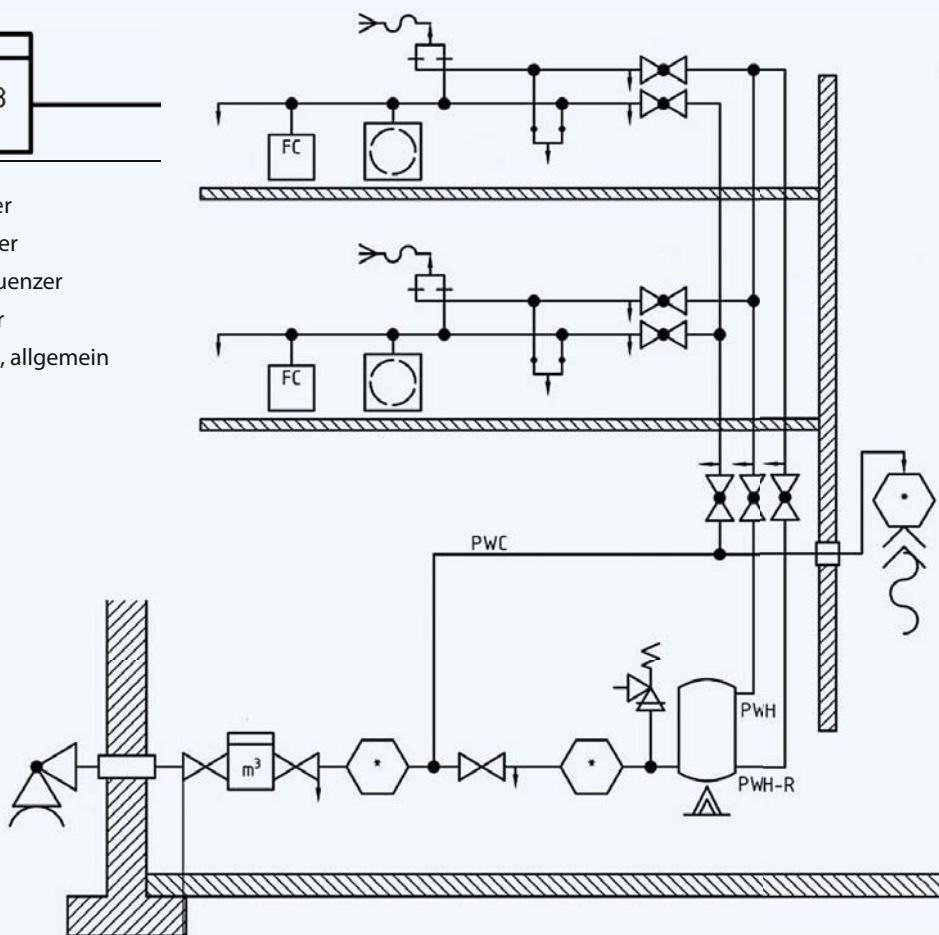 er
er
uenzer
r
, allgemein
FC
FC
PWC
*
PWH
m³
*
*
PWH-R